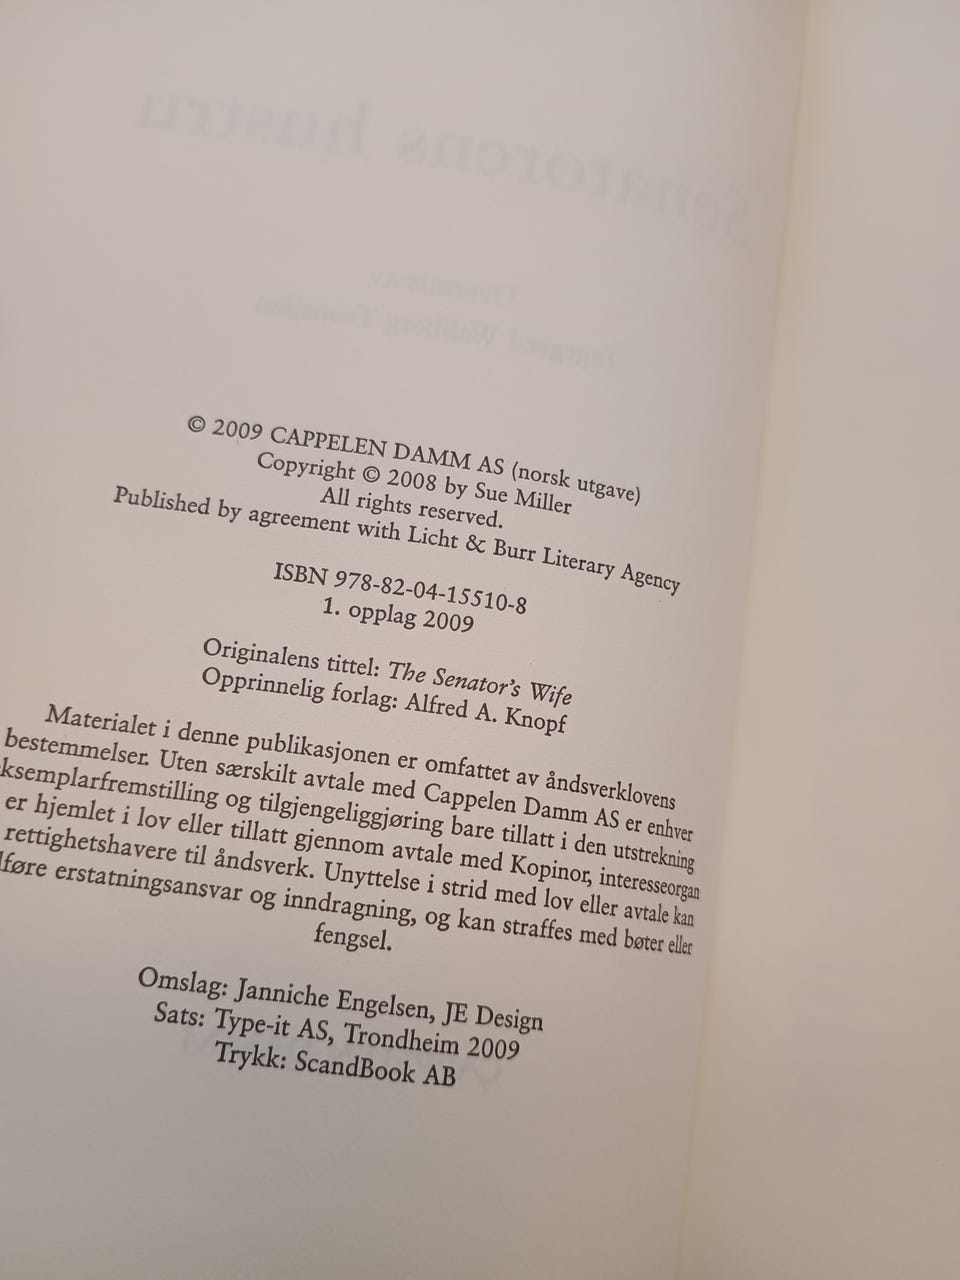 Senatorens hustru
Oversatt av
© 2009 CAPPELEN DAMM AS (norsk utgave)
Copyright © 2008 by Sue Miller
All rights reserved.
Published by agreement with Licht & Burr Literary Agency
ISBN 978-82-04-15510-8
1. opplag 2009
Originalens tittel: The Senator's Wife
Opprinnelig forlag: Alfred A. Knopf
Materialet i denne publikasjonen er omfattet av åndsverklovens
bestemmelser. Uten særskilt avtale med Cappelen Damm AS er enhver
ksemplarfremstilling og tilgjengeliggjøring bare tillatt i den utstrekning
er hjemlet i lov eller tillatt gjennom avtale med Kopinor, interesseorgan
rettighetshavere til åndsverk. Unyttelse i strid med lov eller avtale kan
føre erstatningsansvar og inndragning, og kan straffes med bøter eller
fengsel.
Omslag: Janniche Engelsen, JE Design
Sats: Type-it AS, Trondheim 2009
Trykk: ScandBook AB